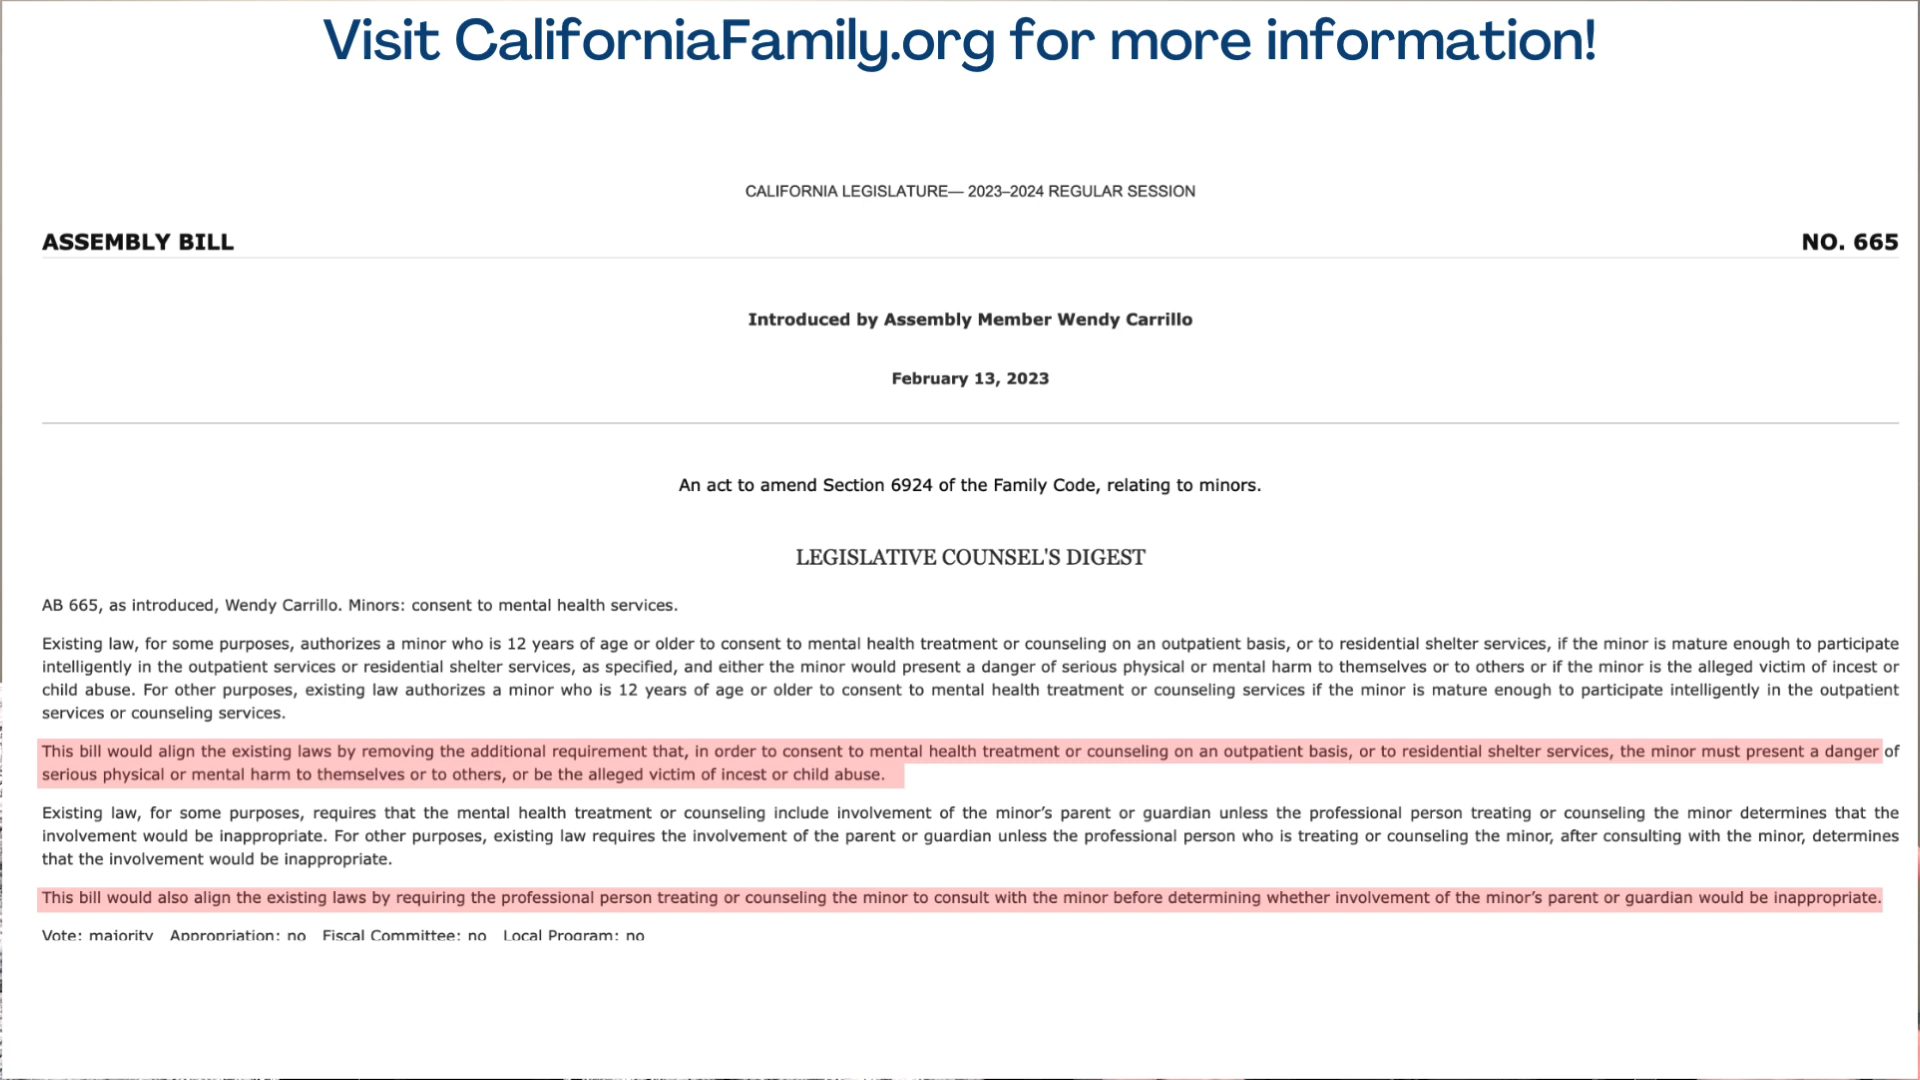 Visit CaliforniaFamily.org for more information!
CALIFORNIA LEGISLATURE— 2023–2024 REGULAR SESSION
ASSEMBLY BILL NO. 665
Introduced by Assembly Member Wendy Carrillo
February 13, 2023
An act to amend Section 6924 of the Family Code, relating to minors.
LEGISLATIVE COUNSEL'S DIGEST
AB 665, as introduced, Wendy Carrillo. Minors: consent to mental health services.
Existing law, for some purposes, authorizes a minor who is 12 years of age or older to consent to mental health treatment or counseling on an outpatient basis, or to residential shelter services, if the minor is mature enough to participate
intelligently in the outpatient services or residential shelter services, as specified, and either the minor would present a danger of serious physical or mental harm to themselves or to others or if the minor is the alleged victim of incest or
child abuse. For other purposes, existing law authorizes a minor who is 12 years of age or older to consent to mental health treatment or counseling services if the minor is mature enough to participate intelligently in the outpatient
services or counseling services.
This bill would align the existing laws by removing the additional requirement that, in order to consent to mental health treatment or counseling on an outpatient basis, or to residential shelter services, the minor must present a danger of
serious physical or mental harm to themselves or to others, or be the alleged victim of incest or child abuse.
Existing law, for some purposes, requires that the mental health treatment or counseling include involvement of the minor’s parent or guardian unless the professional person treating or counseling the minor determines that the
involvement would be inappropriate. For other purposes, existing law requires the involvement of the parent or guardian unless the professional person who is treating or counseling the minor, after consulting with the minor, determines
that the involvement would be inappropriate.
This bill would also align the existing laws by requiring the professional person treating or counseling the minor to consult with the minor before determining whether involvement of the minor’s parent or guardian would be inappropriate.
Vote: majority Appropriation: no Fiscal Committee: no Local Program: no